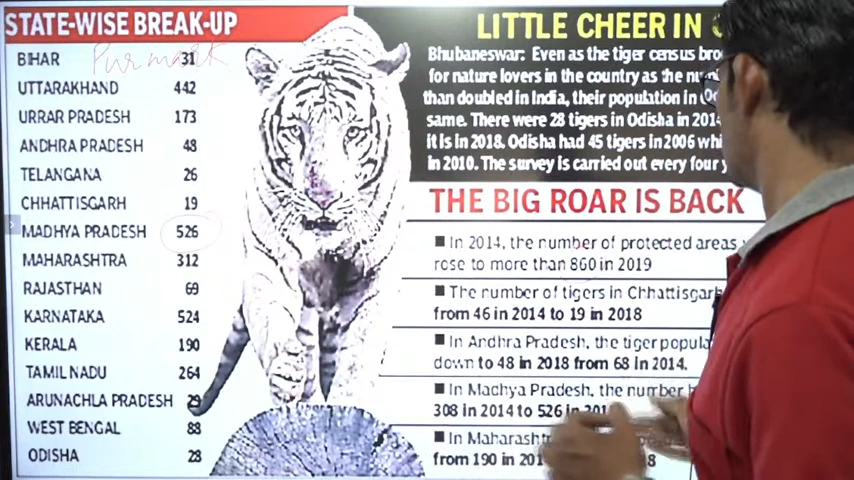 STATE-WISE BREAK-UP
BIHAR 31
UTTARAKHAND 442
URRAR PRADESH 173
ANDHRA PRADESH 48
TELANGANA 26
CHHATTISGARH 19
MADHYA PRADESH 526
MAHARASHTRA 312
RAJASTHAN 69
KARNATAKA 524
KERALA 190
TAMIL NADU 264
ARUNACHLA PRADESH 29
WEST BENGAL 88
ODISHA 28
LITTLE CHEER IN
Bhubaneswar: Even as the tiger census
for nature lovers in the country as the
than doubled in India, their population in
same. There were 28 tigers in Odisha in 2014
it is in 2018. Odisha had 45 tigers in 2006
in 2010. The survey is carried out every four
THE BIG ROAR IS BACK
■ In 2014, the number of protected areas
rose to more than 860 in 2019
■ The number of tigers in Chhattisgarh
from 46 in 2014 to 19 in 2018
■ In Andhra Pradesh, the tiger
down to 48 in 2018 from 68 in 2014.
■ In Madhya Pradesh, the number
308 in 2014 to 526 in
■ In
from 190 in